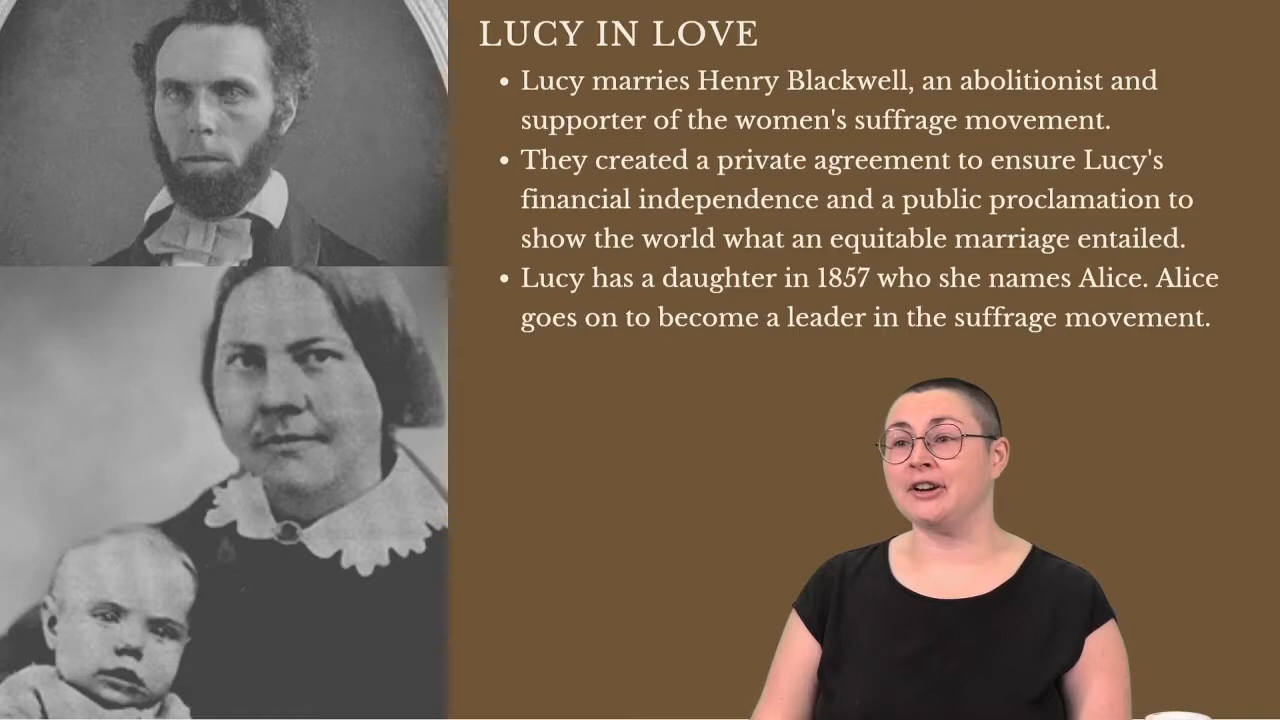 LUCY IN LOVE
• Lucy marries Henry Blackwell, an abolitionist and
supporter of the women's suffrage movement.
• They created a private agreement to ensure Lucy's
financial independence and a public proclamation to
show the world what an equitable marriage entailed.
• Lucy has a daughter in 1857 who she names Alice. Alice
goes on to become a leader in the suffrage movement.